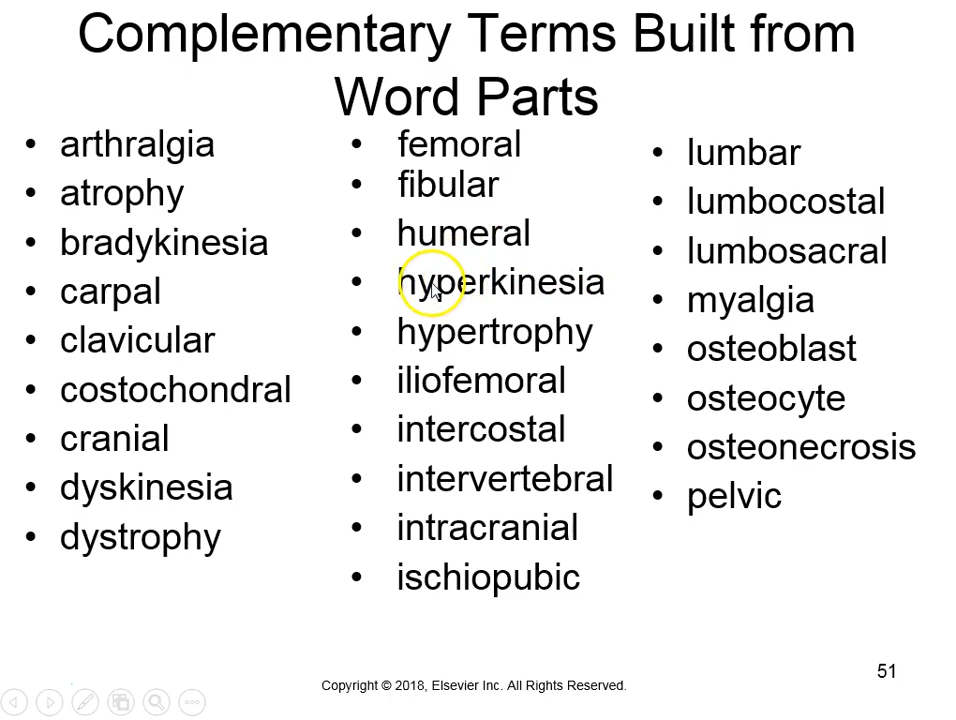 Complementary Terms Built from
Word Parts
• arthralgia
• atrophy
• bradykinesia
• carpal
• clavicular
• costochondral
• cranial
• dyskinesia
• dystrophy
• femoral
• fibular
• humeral
• hyperkinesia
• hypertrophy
• iliofemoral
• intercostal
• intervertebral
• intracranial
• ischiopubic
• lumbar
• lumbocostal
• lumbosacral
• myalgia
• osteoblast
• osteocyte
• osteonecrosis
• pelvic
51
Copyright © 2018, Elsevier Inc. All Rights Reserved.